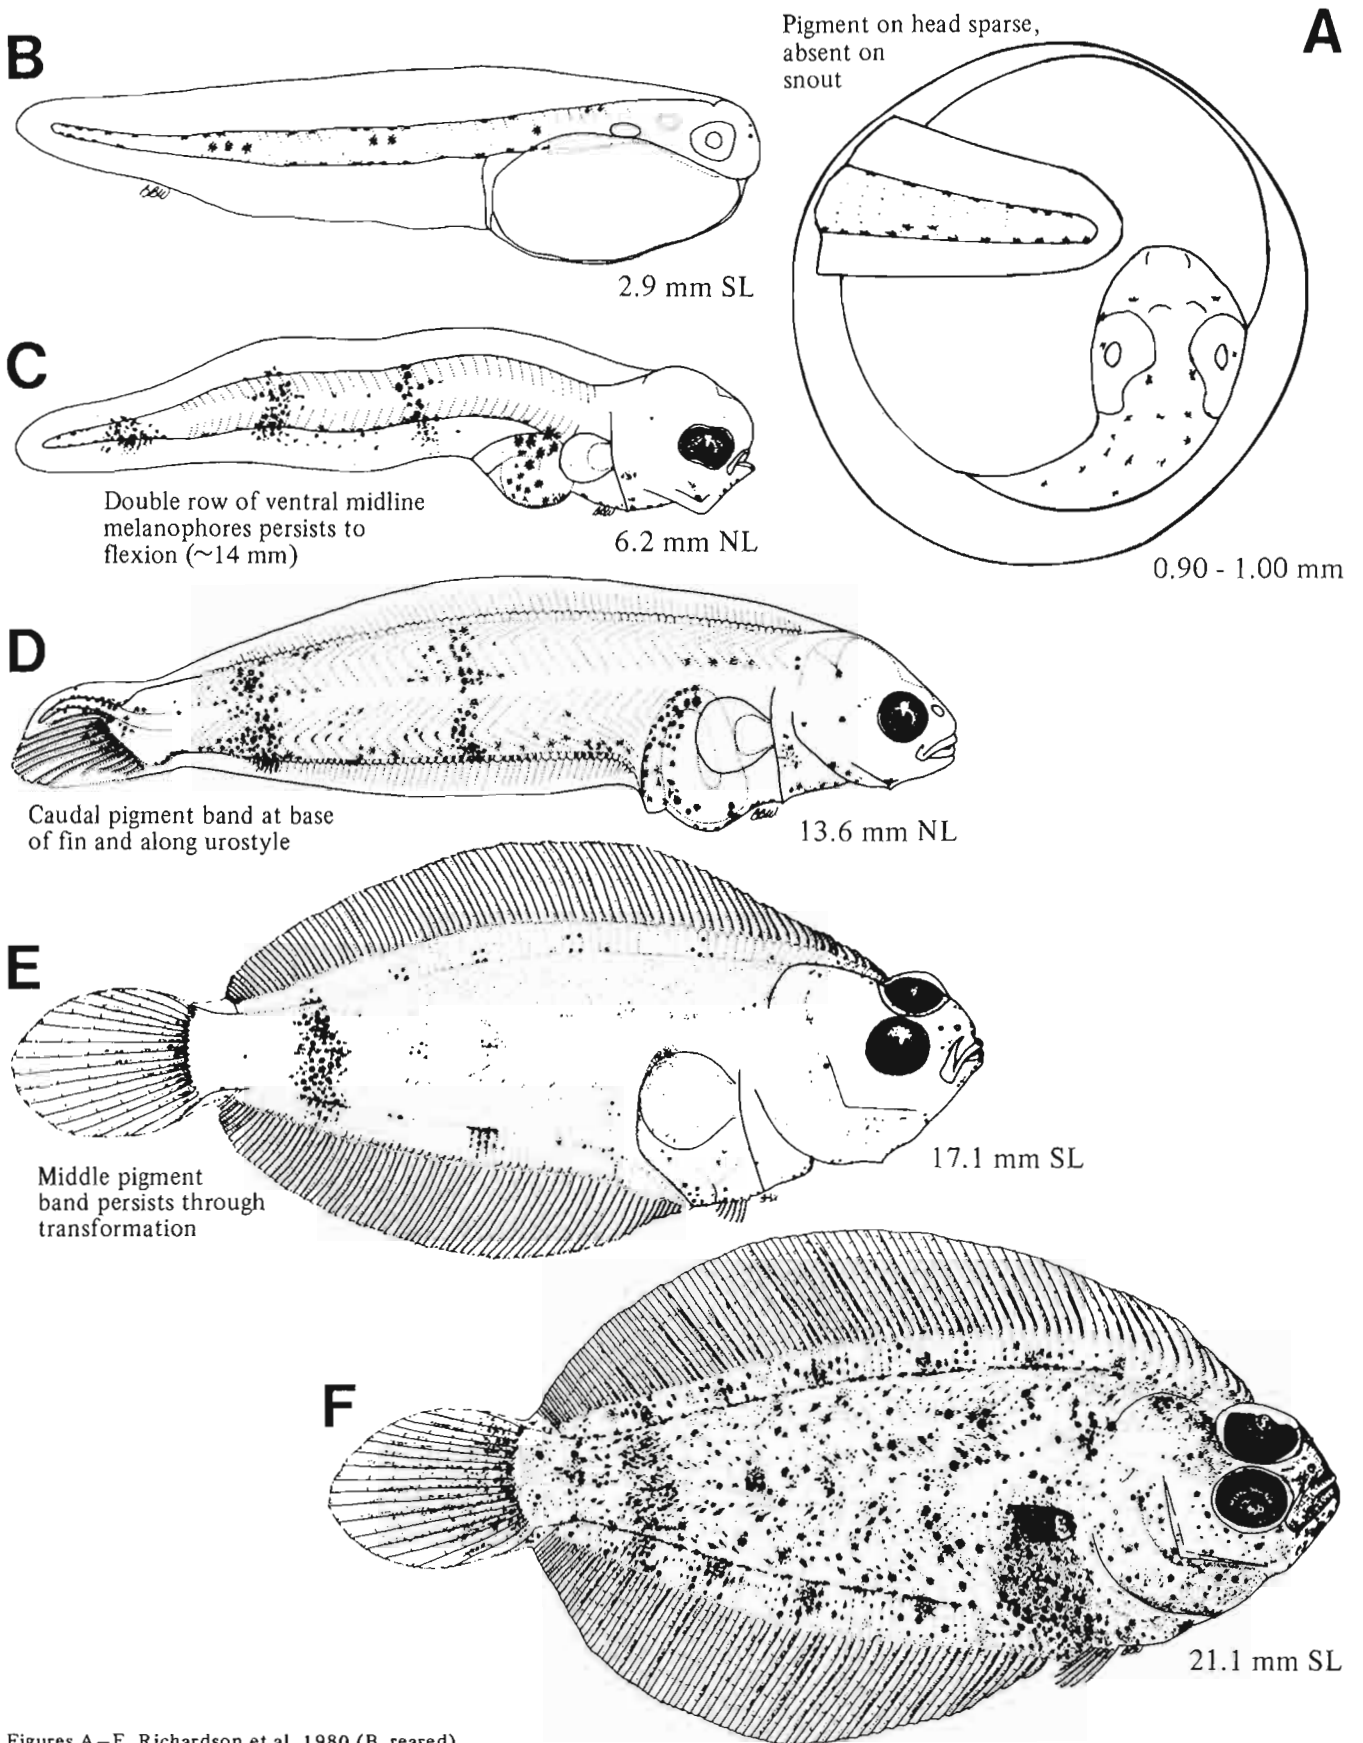 Pigment on head sparse,
absent on
snout
A
B
2.9 mm SL
C
Double row of ventral midline
melanophores persists to
flexion (~14 mm)
6.2 mm NL
0.90 - 1.00 mm
D
Caudal pigment band at base
of fin and along urostyle
13.6 mm NL
E
Middle pigment
band persists through
transformation
17.1 mm SL
F
21.1 mm SL
Figures A–F, Richardson et al. 1980 (B, reared)